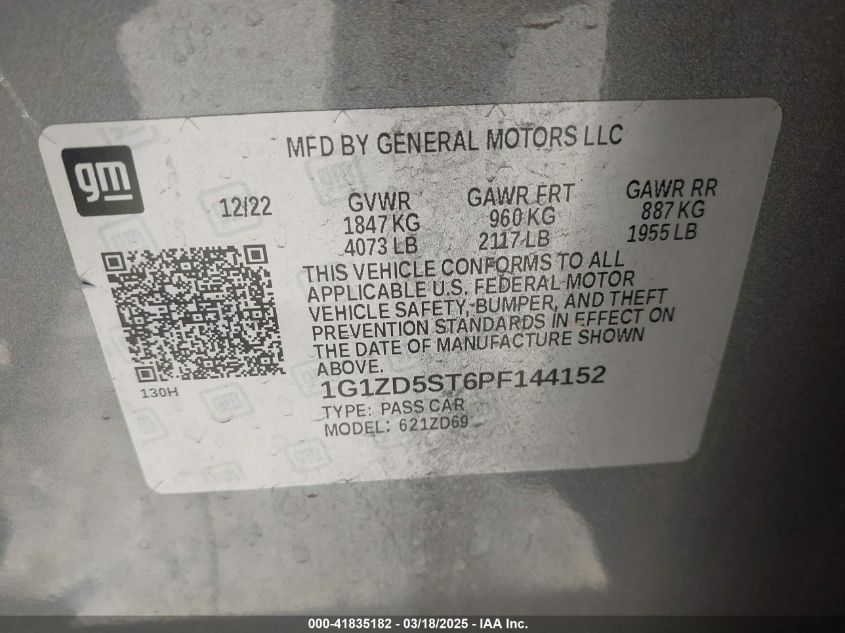 MFD BY GENERAL MOTORS LLC
gm
12/22
GVWR
1847 KG
4073 LB
GAWR FRT
960 KG
2117 LB
GAWR RR
887 KG
1955 LB
THIS VEHICLE CONFORMS TO ALL
APPLICABLE U.S. FEDERAL MOTOR
VEHICLE SAFETY, BUMPER, AND THEFT
PREVENTION STANDARDS IN EFFECT ON
THE DATE OF MANUFACTURE SHOWN
ABOVE.
130H
1G1ZD5ST6PF144152
TYPE: PASS CAR
MODEL: 621ZD69
000-41835182 - 03/18/2025 - IAA Inc.